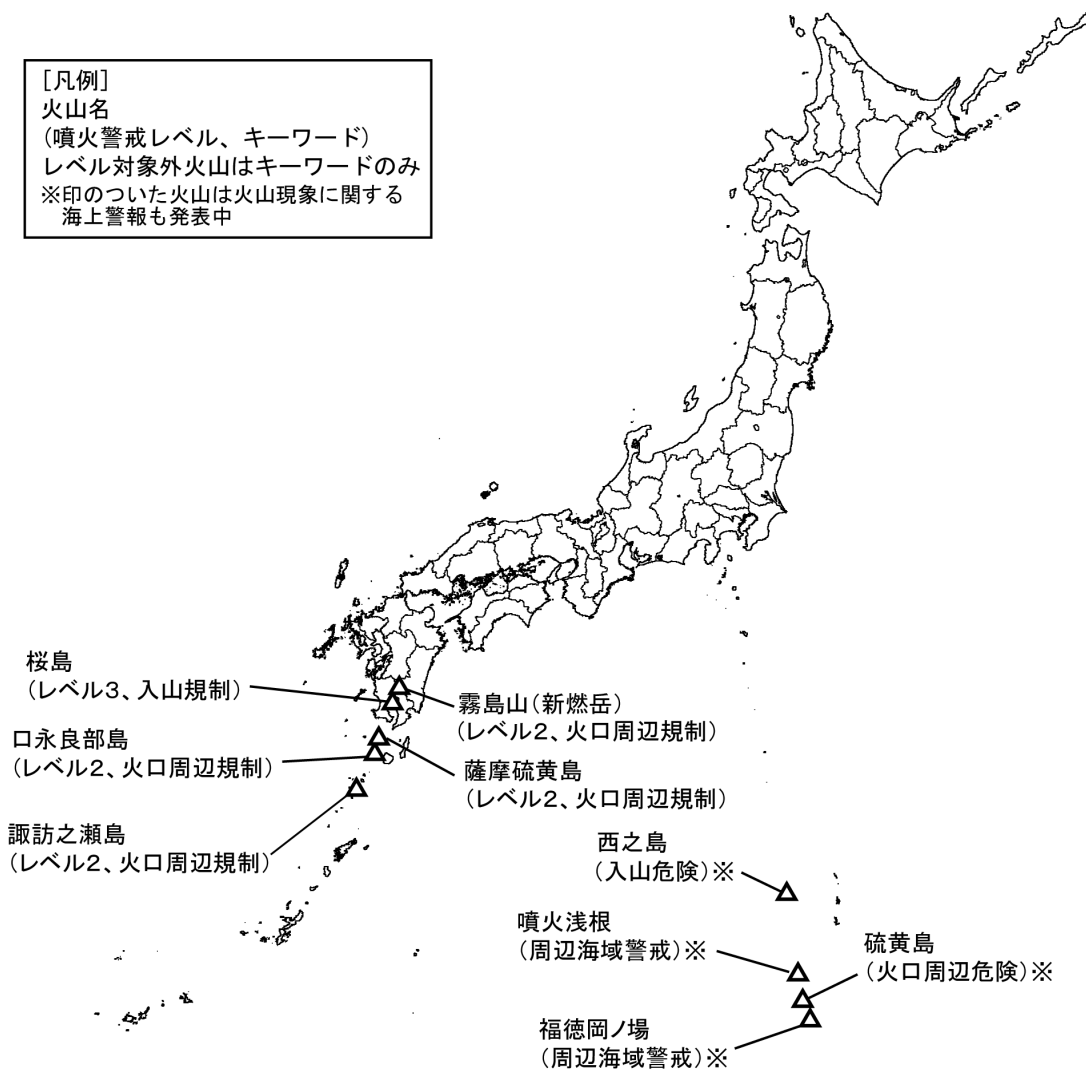 [凡例]
火山名
(噴火警戒レベル、キーワード)
レベル対象外火山はキーワードのみ
※印のついた火山は火山現象に関する
海上警報も発表中
桜島
(レベル3、入山規制)
霧島山(新燃岳)
(レベル2、火口周辺規制)
口永良部島
(レベル2、火口周辺規制)
薩摩硫黄島
(レベル2、火口周辺規制)
諏訪之瀬島
(レベル2、火口周辺規制)
西之島
(入山危険)※
噴火浅根
(周辺海域警戒)※
硫黄島
(火口周辺危険)※
福徳岡ノ場
(周辺海域警戒)※